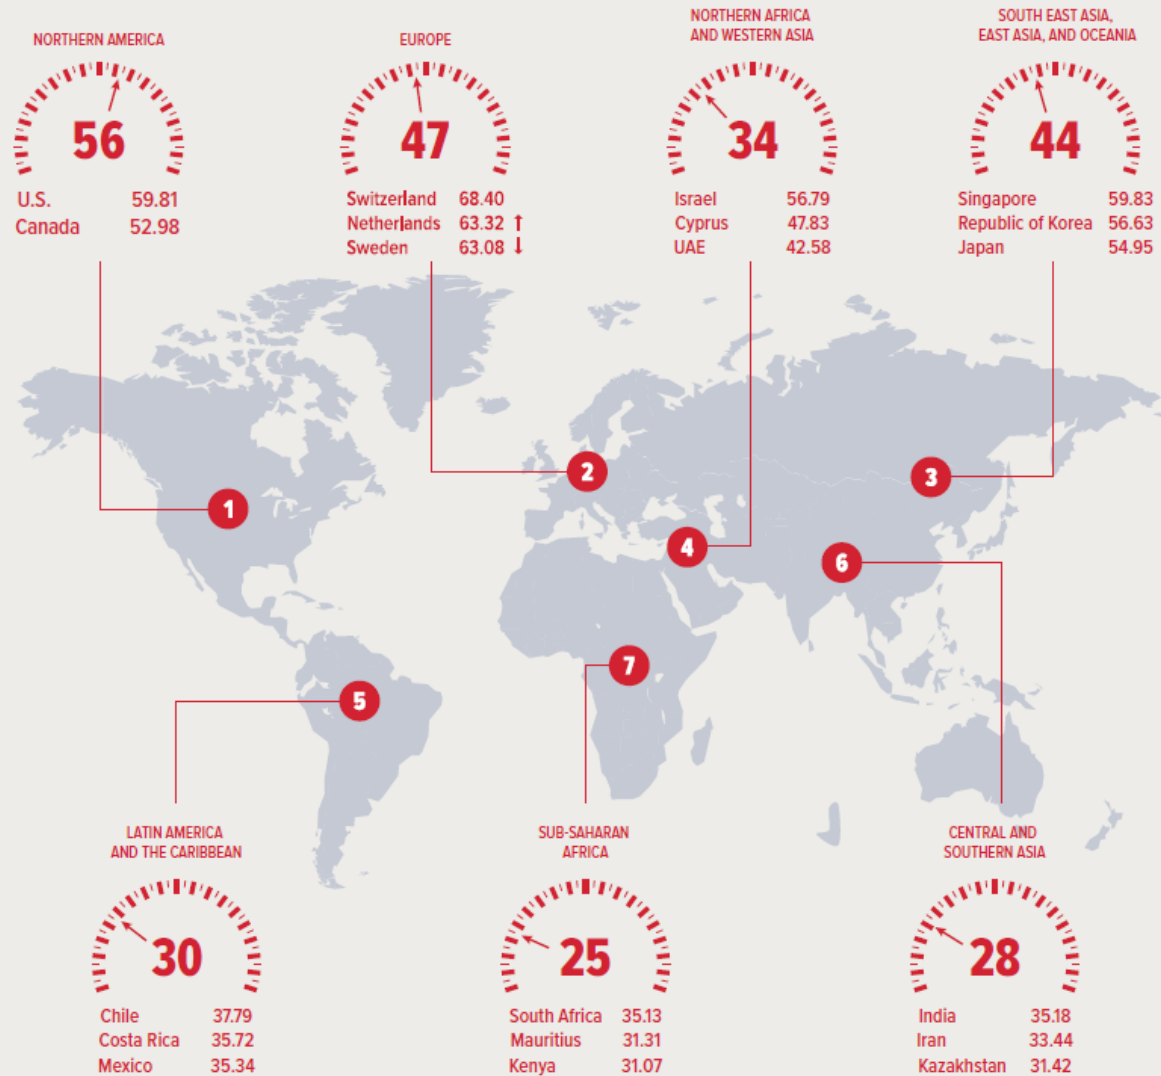 NORTHERN AMERICA
56
U.S. 59.81
Canada 52.98
EUROPE
47
Switzerland 68.40
Netherlands 63.32 ↑
Sweden 63.08 ↓
NORTHERN AFRICA
AND WESTERN ASIA
34
Israel 56.79
Cyprus 47.83
UAE 42.58
SOUTH EAST ASIA,
EAST ASIA, AND OCEANIA
44
Singapore 59.83
Republic of Korea 56.63
Japan 54.95
1
2
3
4
6
7
5
LATIN AMERICA
AND THE CARIBBEAN
30
Chile 37.79
Costa Rica 35.72
Mexico 35.34
SUB-SAHARAN
AFRICA
25
South Africa 35.13
Mauritius 31.31
Kenya 31.07
CENTRAL AND
SOUTHERN ASIA
28
India 35.18
Iran 33.44
Kazakhstan 31.42